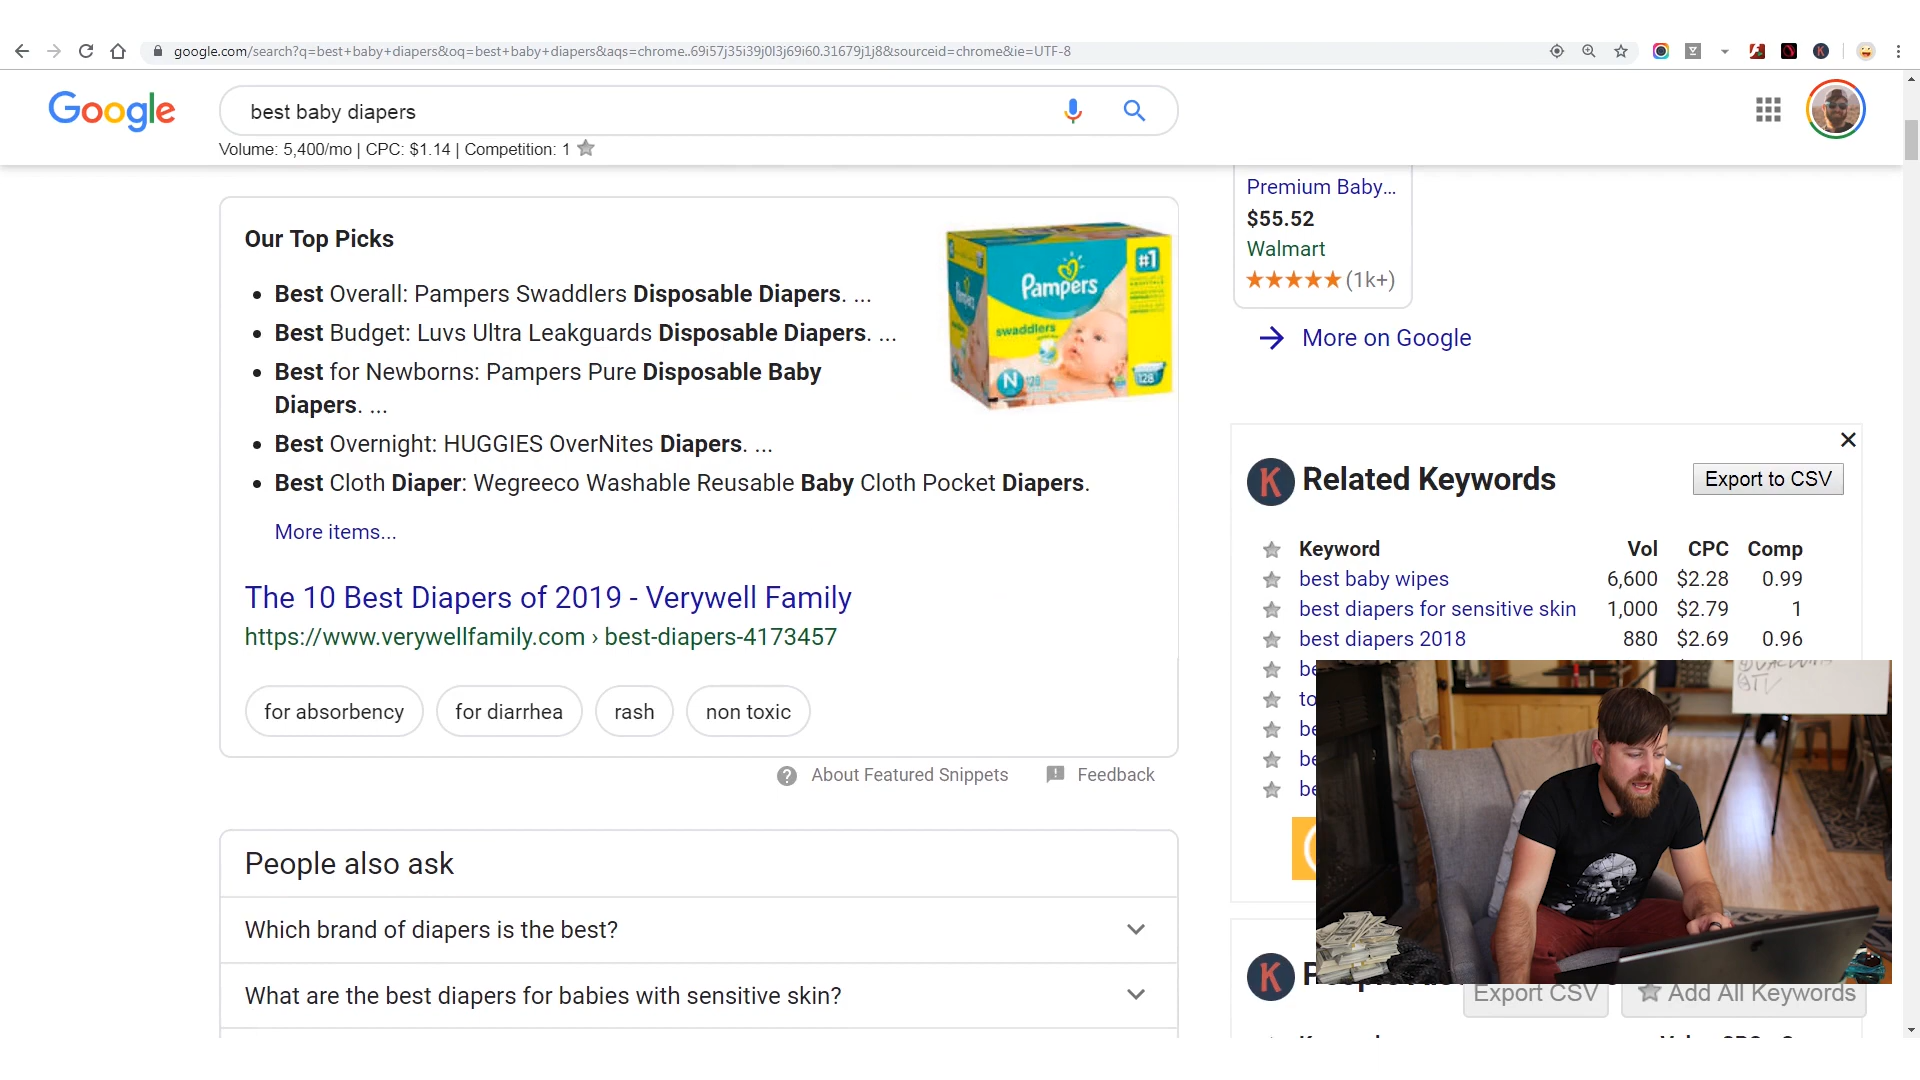 google.com/search?q=best+baby+diapers&oq=best+baby+diapers&aqs=chrome..69i57j35i39j0l3j69i60.31679j1j8&sourceid=chrome&ie=UTF-8
Google
best baby diapers
Volume: 5,400/mo | CPC: $1.14 | Competition: 1
Our Top Picks
Best Overall: Pampers Swaddlers Disposable Diapers. ...
Best Budget: Luvs Ultra Leakguards Disposable Diapers. ...
Best for Newborns: Pampers Pure Disposable Baby
Diapers. ...
Best Overnight: HUGGIES OverNites Diapers. ...
Best Cloth Diaper: Wegreeco Washable Reusable Baby Cloth Pocket Diapers.
More items...
#1
Pampers
swaddlers
N
128
The 10 Best Diapers of 2019 - Verywell Family
https://www.verywellfamily.com › best-diapers-4173457
for absorbency
for diarrhea
rash
non toxic
About Featured Snippets
Feedback
People also ask
Which brand of diapers is the best?
What are the best diapers for babies with sensitive skin?
Premium Baby...
$55.52
Walmart
(1k+)
More on Google
K
Related Keywords
Export to CSV
Keyword Vol CPC Comp
best baby wipes 6,600 $2.28 0.99
best diapers for sensitive skin 1,000 $2.79 1
best diapers 2018 880 $2.69 0.96
be
to
be
be
be
K
Export CSV
Add All Keywords